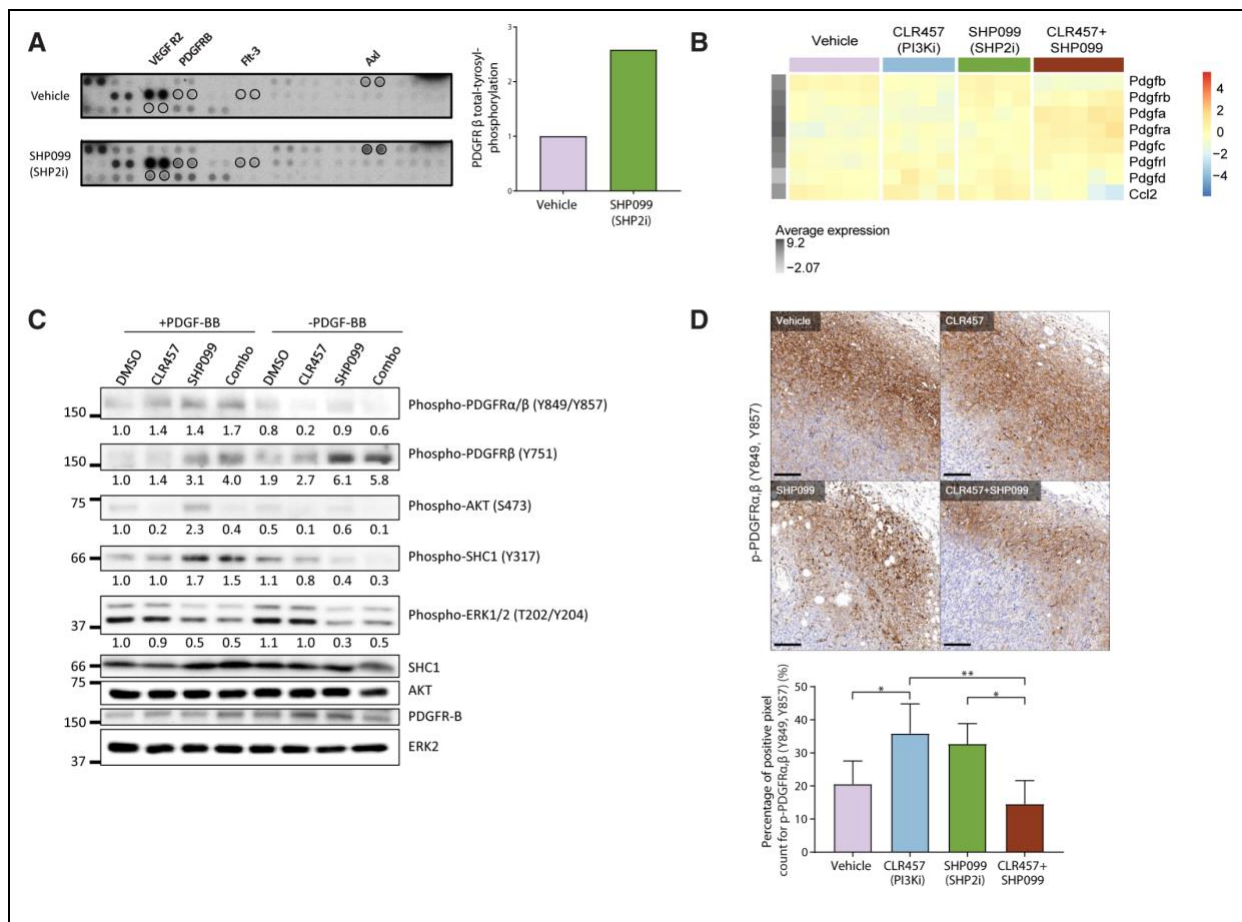 A
VEGF R2
PDGFRB
Flt-3
Axl
Vehicle
SHP099
(SHP2i)
PDGFR β total-tyrosyl-
phosphorylation
3
2
1
0
Vehicle
SHP099
(SHP2i)
B
Vehicle
CLR457
(PI3Ki)
SHP099
(SHP2i)
CLR457+
SHP099
Pdgfb
Pdgfrb
Pdgfa
Pdgfra
Pdgfc
Pdgfrl
Pdgfd
Ccl2
4
2
0
−2
−4
Average expression
9.2
−2.07
C
+PDGF-BB
-PDGF-BB
DMSO CLR457 SHP099 Combo DMSO CLR457 SHP099 Combo
150
Phospho-PDGFRα/β (Y849/Y857)
1.0 1.4 1.4 1.7 0.8 0.2 0.9 0.6
150
Phospho-PDGFRβ (Y751)
1.0 1.4 3.1 4.0 1.9 2.7 6.1 5.8
75
Phospho-AKT (S473)
1.0 0.2 2.3 0.4 0.5 0.1 0.6 0.1
66
Phospho-SHC1 (Y317)
1.0 1.0 1.7 1.5 1.1 0.8 0.4 0.3
37
Phospho-ERK1/2 (T202/Y204)
1.0 0.9 0.5 0.5 1.1 1.0 0.3 0.5
66
SHC1
75
AKT
150
PDGFR-B
37
ERK2
D
p-PDGFRα,β (Y849, Y857)
Vehicle
CLR457
SHP099
CLR457+SHP099
Percentage of positive pixel
count for p-PDGFRα,β (Y849, Y857) (%)
50
40
30
20
10
0
*
**
*
Vehicle
CLR457
(PI3Ki)
SHP099
(SHP2i)
CLR457+
SHP099